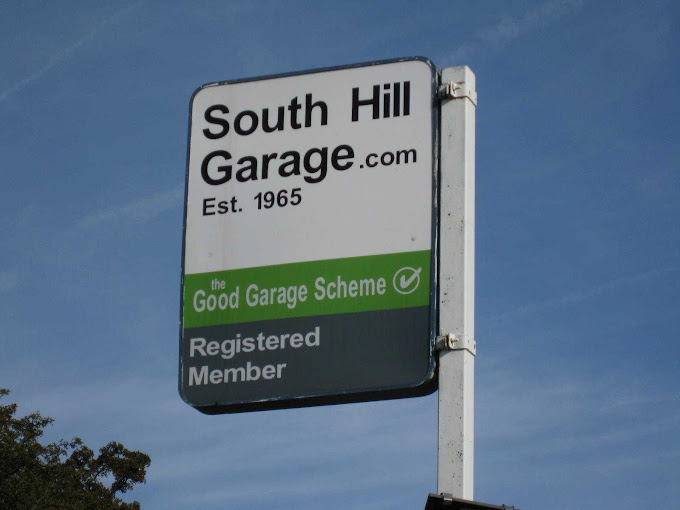 South Hill
Garage.com
Est. 1965
the
Good Garage Scheme
Registered
Member